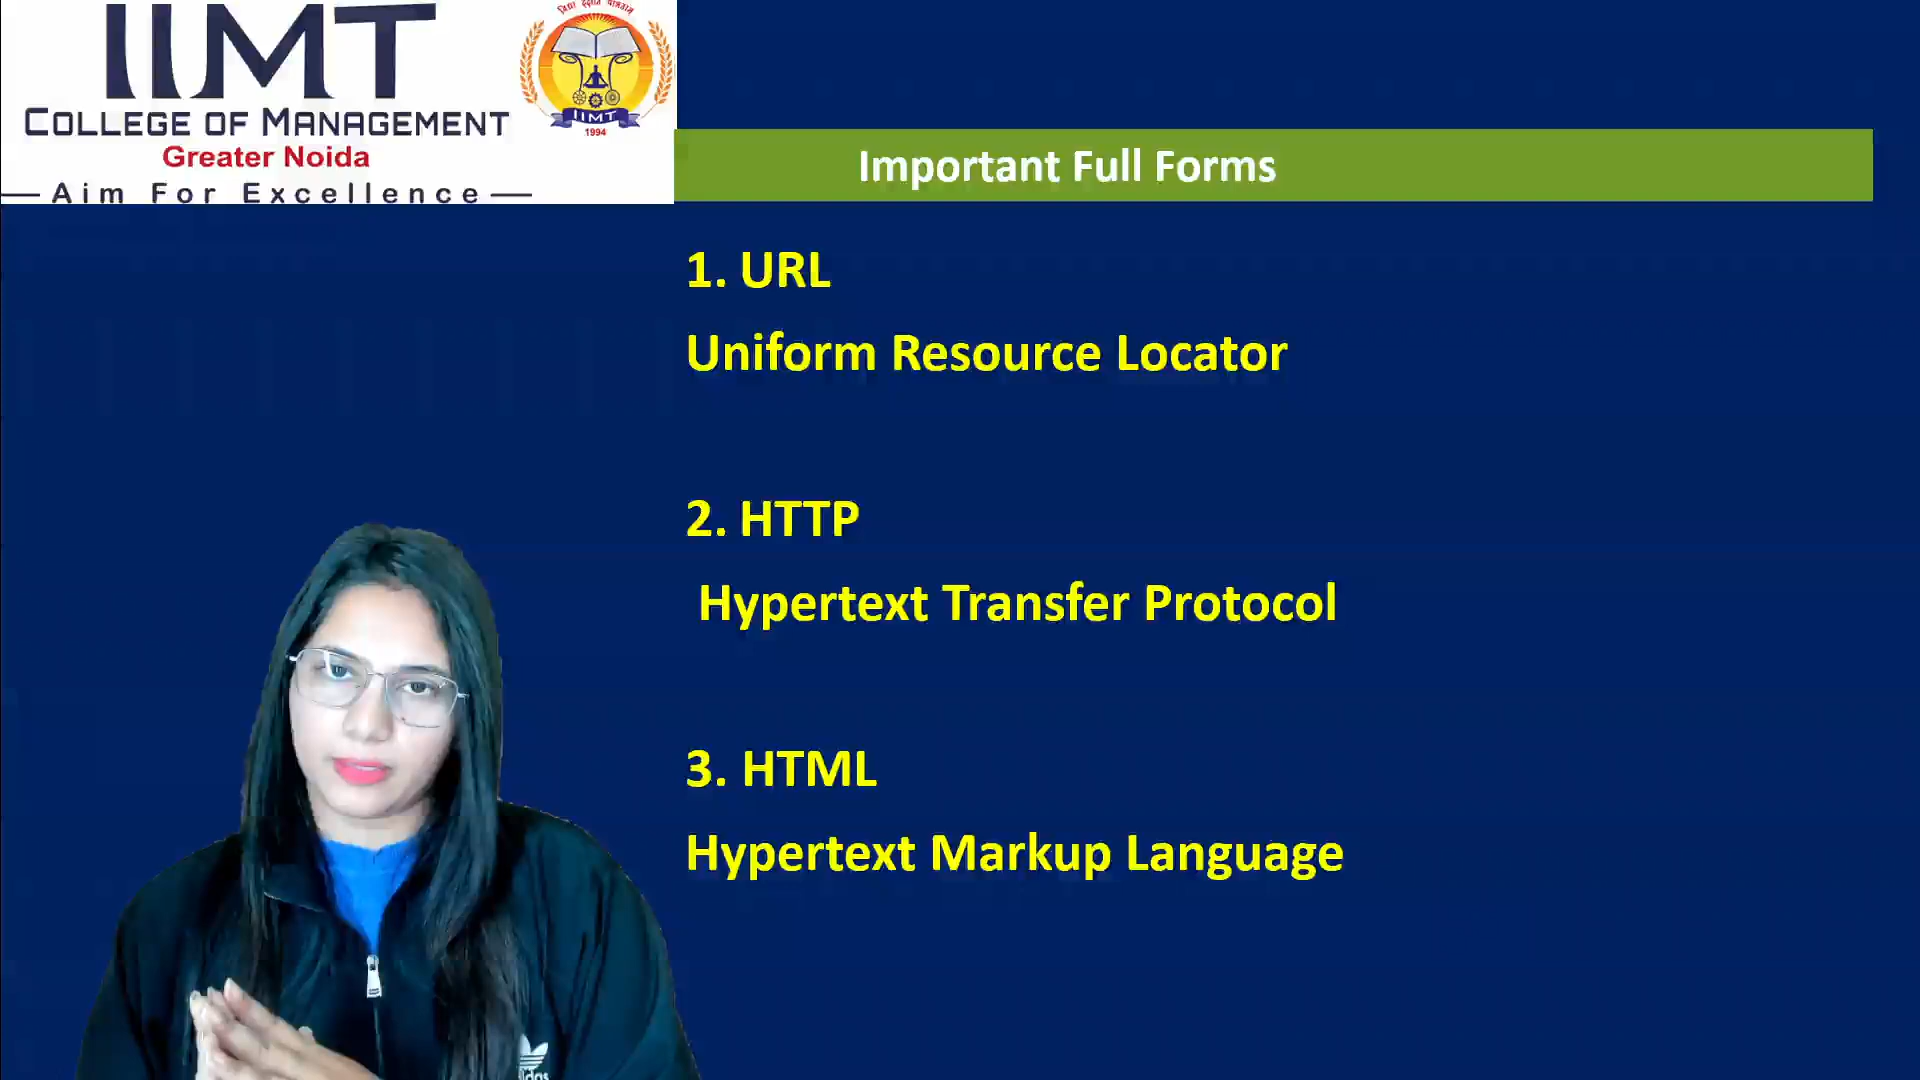 IIMT
COLLEGE OF MANAGEMENT
Greater Noida
Aim For Excellence
IIMT
1994
Important Full Forms
1. URL
Uniform Resource Locator
2. HTTP
Hypertext Transfer Protocol
3. HTML
Hypertext Markup Language